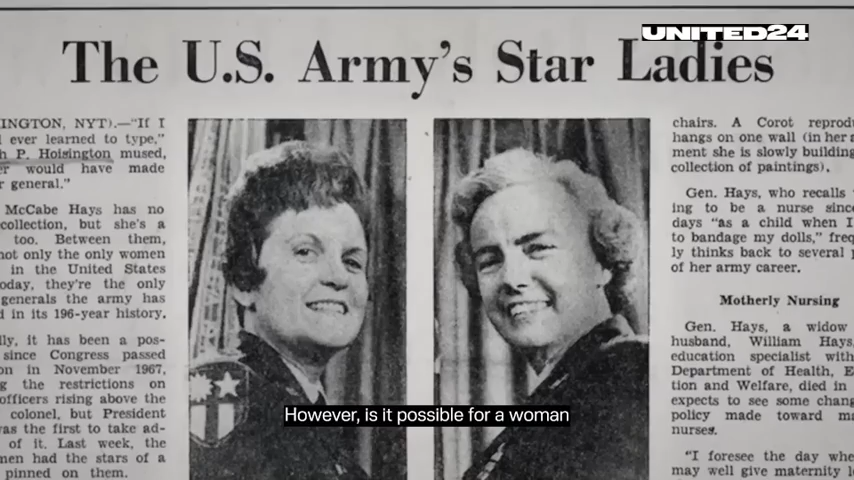 UNITED24
The U.S. Army's Star Ladies
INGTON, NYT).—"If I
ever learned to type,"
h P. Hoisington mused,
would have made
general."
McCabe Hays has no
collection, but she's a
too. Between them,
not only the only women
in the United States
oday, they're the only
generals the army has
d in its 196-year history.
lly, it has been a pos-
since Congress passed
on in November 1967,
g the restrictions on
officers rising above the
colonel, but President
was the first to take ad-
of it. Last week, the
men had the stars of a
pinned on them.
chairs. A Corot reprodu
hangs on one wall (in her a
ment she is slowly building
collection of paintings).
Gen. Hays, who recalls
ing to be a nurse since
days "as a child when I
to bandage my dolls," freq
ly thinks back to several p
of her army career.
Motherly Nursing
Gen. Hays, a widow
husband, William Hays,
education specialist with
Department of Health, E
tion and Welfare, died in
expects to see some chang
policy made toward ma
nurses.
"I foresee the day whe
may well give maternity le
However, is it possible for a woman